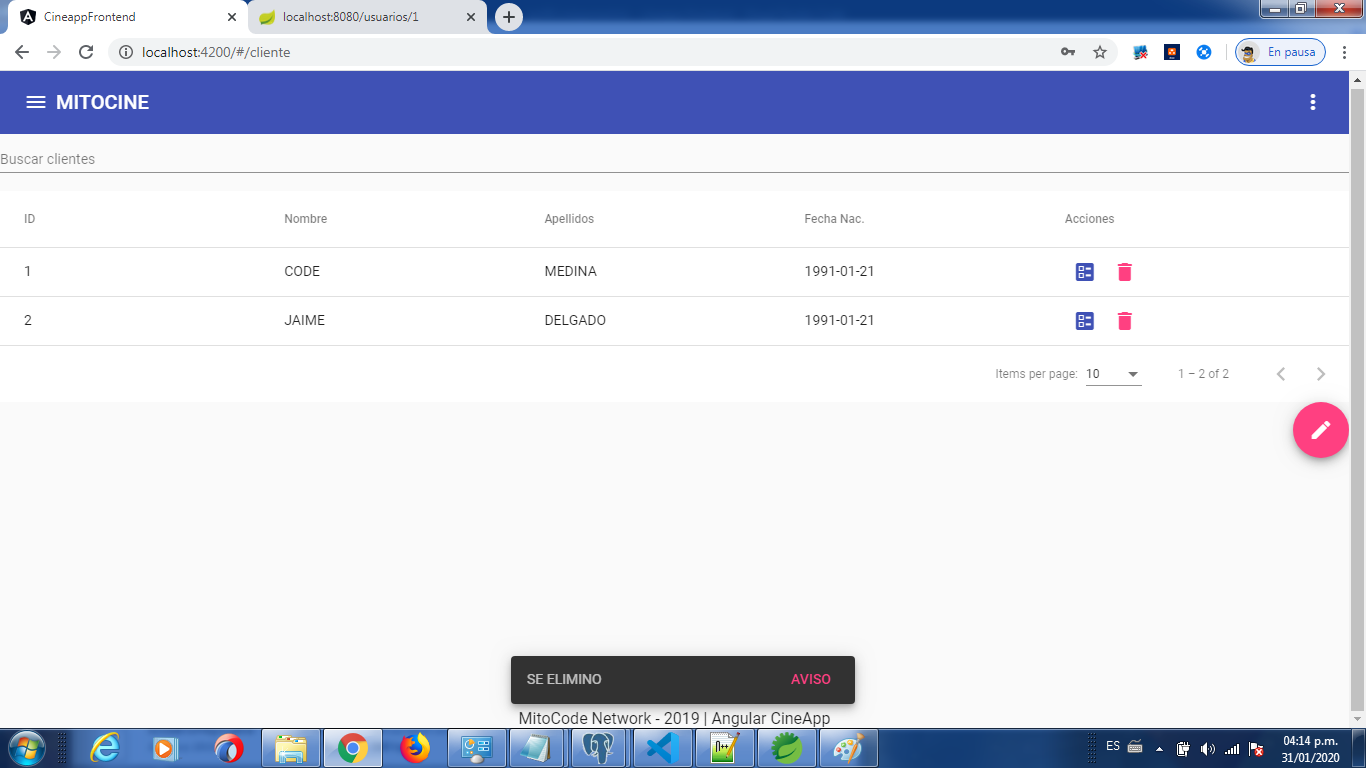 CineappFrontend
localhost:8080/usuarios/1
localhost:4200/#/cliente
En pausa
MITOCINE
Buscar clientes
ID Nombre Apellidos Fecha Nac. Acciones
1 CODE MEDINA 1991-01-21
2 JAIME DELGADO 1991-01-21
Items per page: 10 1 – 2 of 2
SE ELIMINO AVISO
MitoCode Network - 2019 | Angular CineApp
ES
04:14 p.m.
31/01/2020